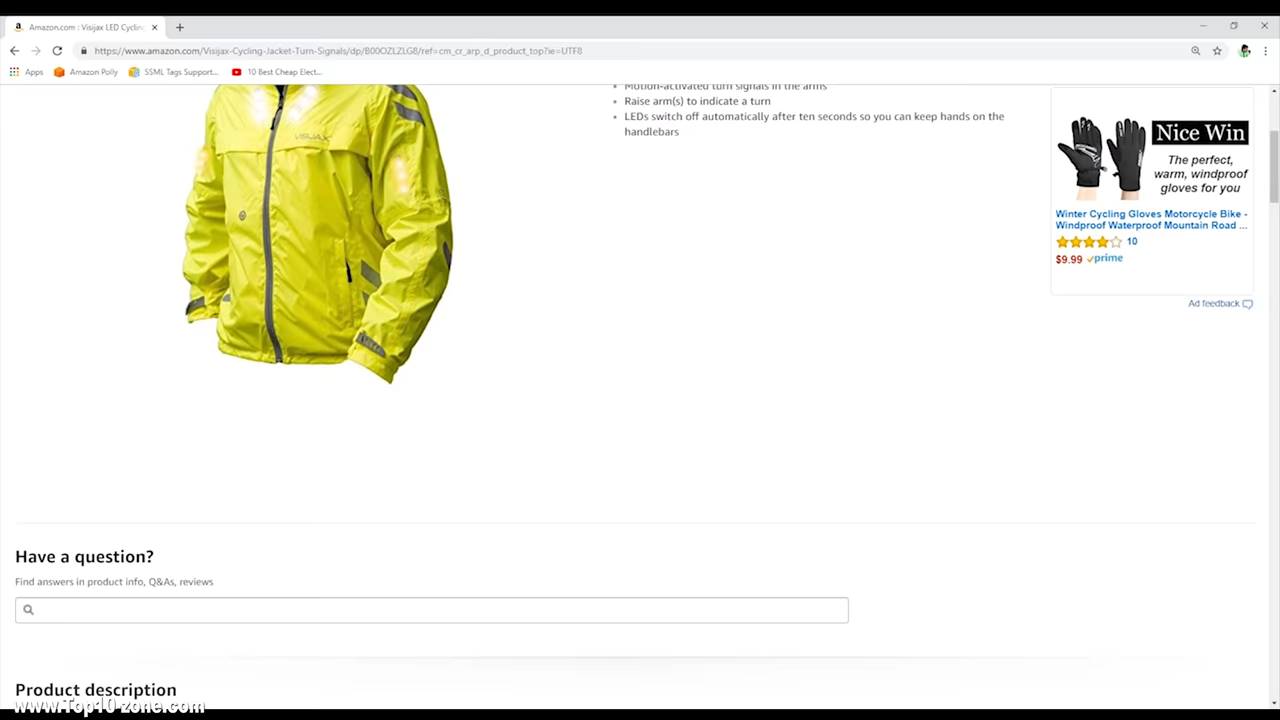 Amazon.com : Visijax LED Cycling
https://www.amazon.com/Visijax-Cycling-Jacket-Turn-Signals/dp/B00OZLZLG8/ref=cm_cr_arp_d_product_top?ie=UTF8
Apps
Amazon Polly
SSML Tags Support...
10 Best Cheap Elect...
Motion-activated turn signals in the arms
Raise arm(s) to indicate a turn
LEDs switch off automatically after ten seconds so you can keep hands on the
handlebars
VISIJAX
Nice Win
The perfect,
warm, windproof
gloves for you
Winter Cycling Gloves Motorcycle Bike -
Windproof Waterproof Mountain Road ...
10
$9.99 prime
Ad feedback
Have a question?
Find answers in product info, Q&As, reviews
Product description
www.Top10-zone.com